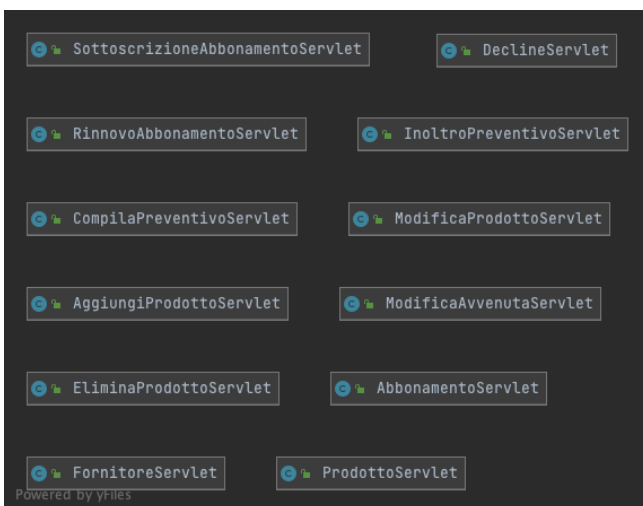 SottoscrizioneAbbonamentoServlet
DeclineServlet
RinnovoAbbonamentoServlet
InoltroPreventivoServlet
CompilaPreventivoServlet
ModificaProdottoServlet
AggiungiProdottoServlet
ModificaAvvenutaServlet
EliminaProdottoServlet
AbbonamentoServlet
FornitoreServlet
ProdottoServlet
Powered by yFiles